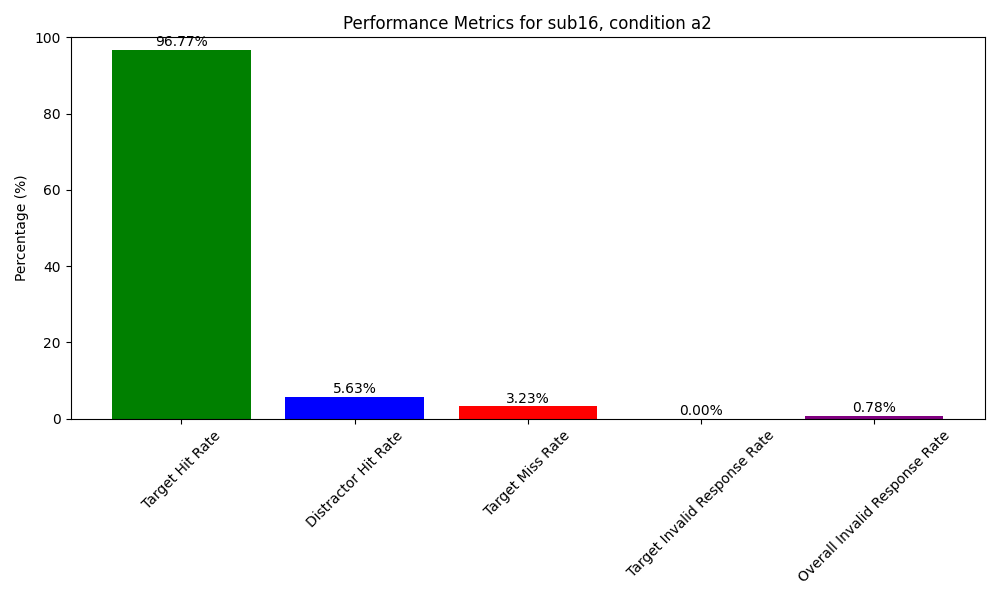 Performance Metrics for sub16, condition a2
Percentage (%)
100
80
60
40
20
0
96.77%
5.63%
3.23%
0.00%
0.78%
Target Hit Rate
Distractor Hit Rate
Target Miss Rate
Target Invalid Response Rate
Overall Invalid Response Rate